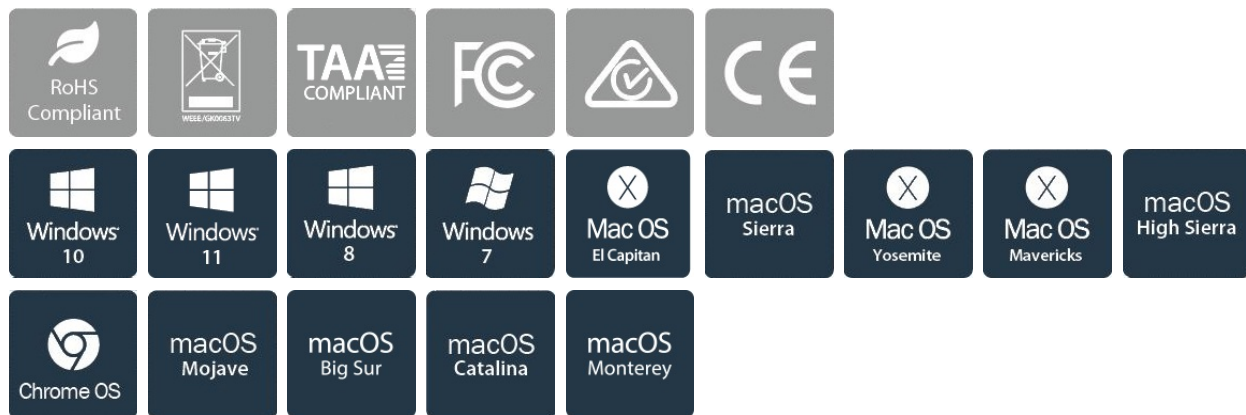 RoHS
Compliant
WEEE/GK0063TV
TAA
COMPLIANT
FC
CE
Windows
10
Windows
11
Windows
8
Windows
7
X
Mac OS
El Capitan
macOS
Sierra
X
Mac OS
Yosemite
X
Mac OS
Mavericks
macOS
High Sierra
Chrome OS
macOS
Mojave
macOS
Big Sur
macOS
Catalina
macOS
Monterey